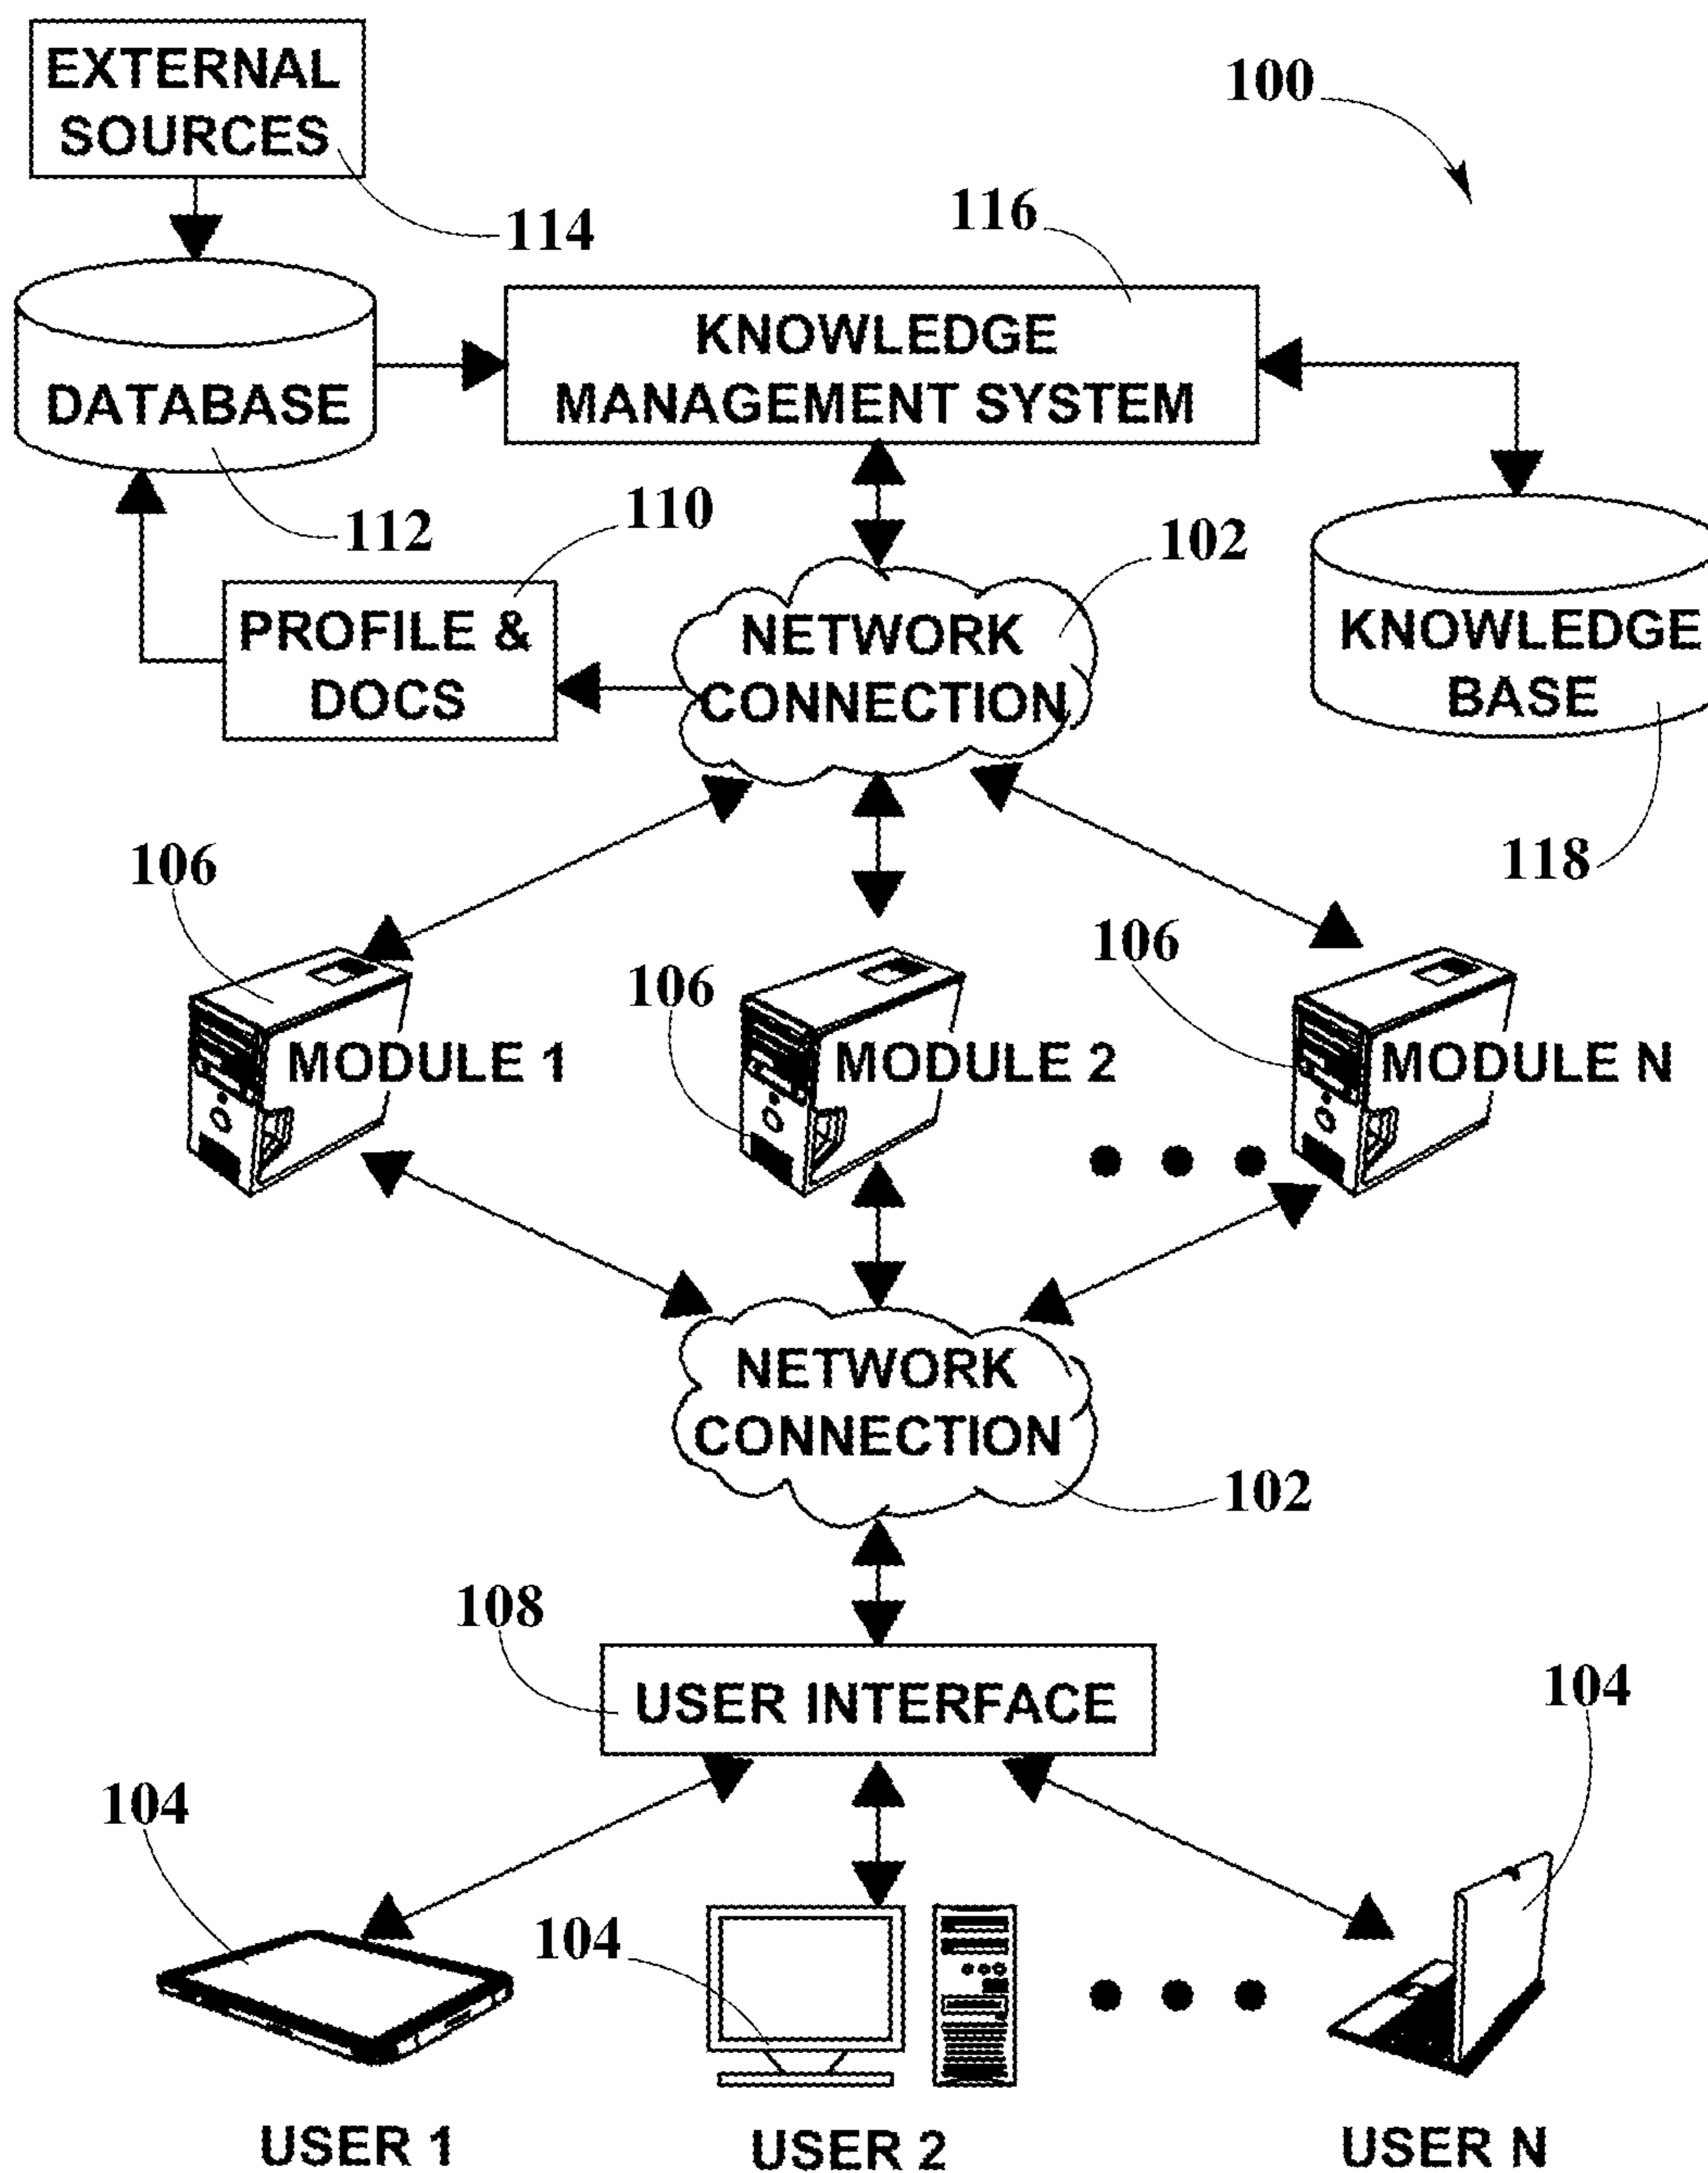 EXTERNAL
SOURCES
100
114
116
KNOWLEDGE
MANAGEMENT SYSTEM
DATABASE
112
110
102
PROFILE &
DOCS
NETWORK
CONNECTION
KNOWLEDGE
BASE
118
106
106
106
MODULE 1
MODULE 2
MODULE N
NETWORK
CONNECTION
102
108
USER INTERFACE
104
104
104
USER 1
USER 2
USER N